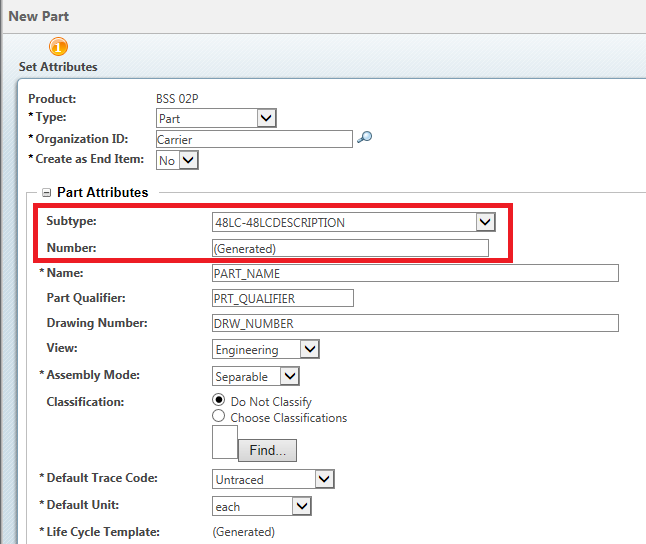 New Part
1
Set Attributes
Product: BSS 02P
* Type: Part
* Organization ID: Carrier
* Create as End Item: No
Part Attributes
Subtype: 48LC-48LCDESCRIPTION
Number: (Generated)
* Name: PART_NAME
Part Qualifier: PRT_QUALIFIER
Drawing Number: DRW_NUMBER
View: Engineering
* Assembly Mode: Separable
Classification: Do Not Classify
Choose Classifications
Find...
* Default Trace Code: Untraced
* Default Unit: each
* Life Cycle Template: (Generated)